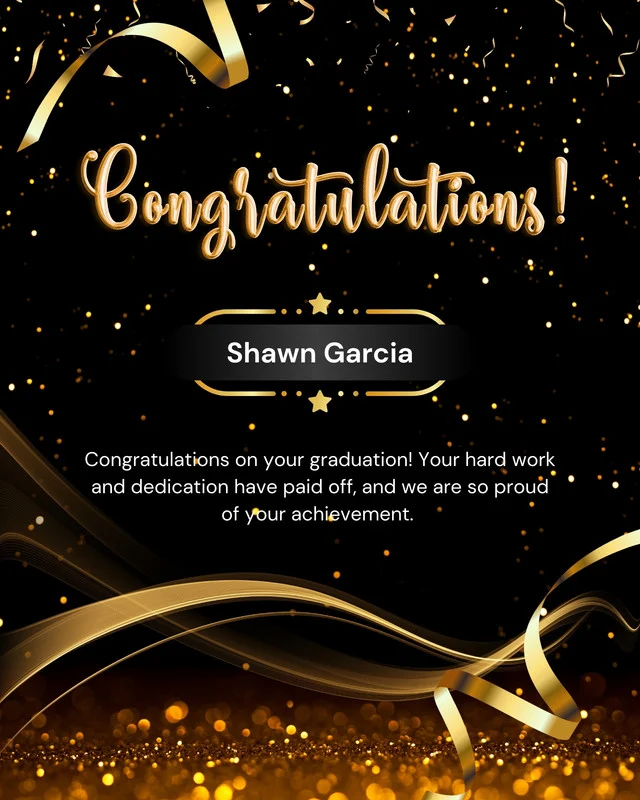 Congratulations!
Shawn Garcia
Congratulations on your graduation! Your hard work
and dedication have paid off, and we are so proud
of your achievement.